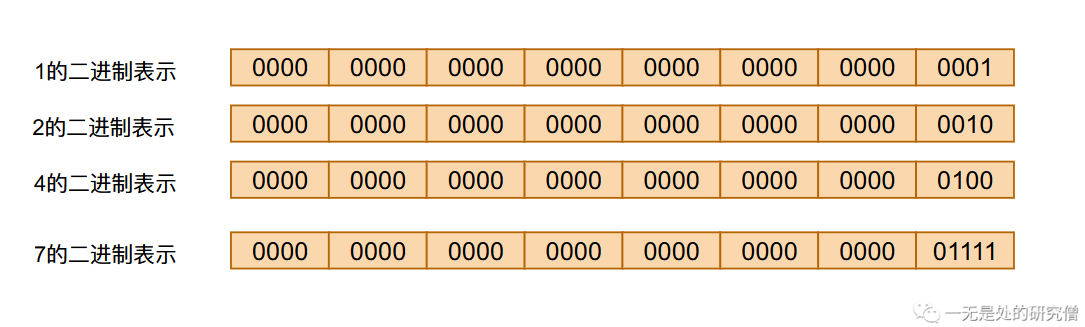 1的二进制表示 0000 0000 0000 0000 0000 0000 0000 0001
2的二进制表示 0000 0000 0000 0000 0000 0000 0000 0010
4的二进制表示 0000 0000 0000 0000 0000 0000 0000 0100
7的二进制表示 0000 0000 0000 0000 0000 0000 0000 01111
一无是处的研究僧